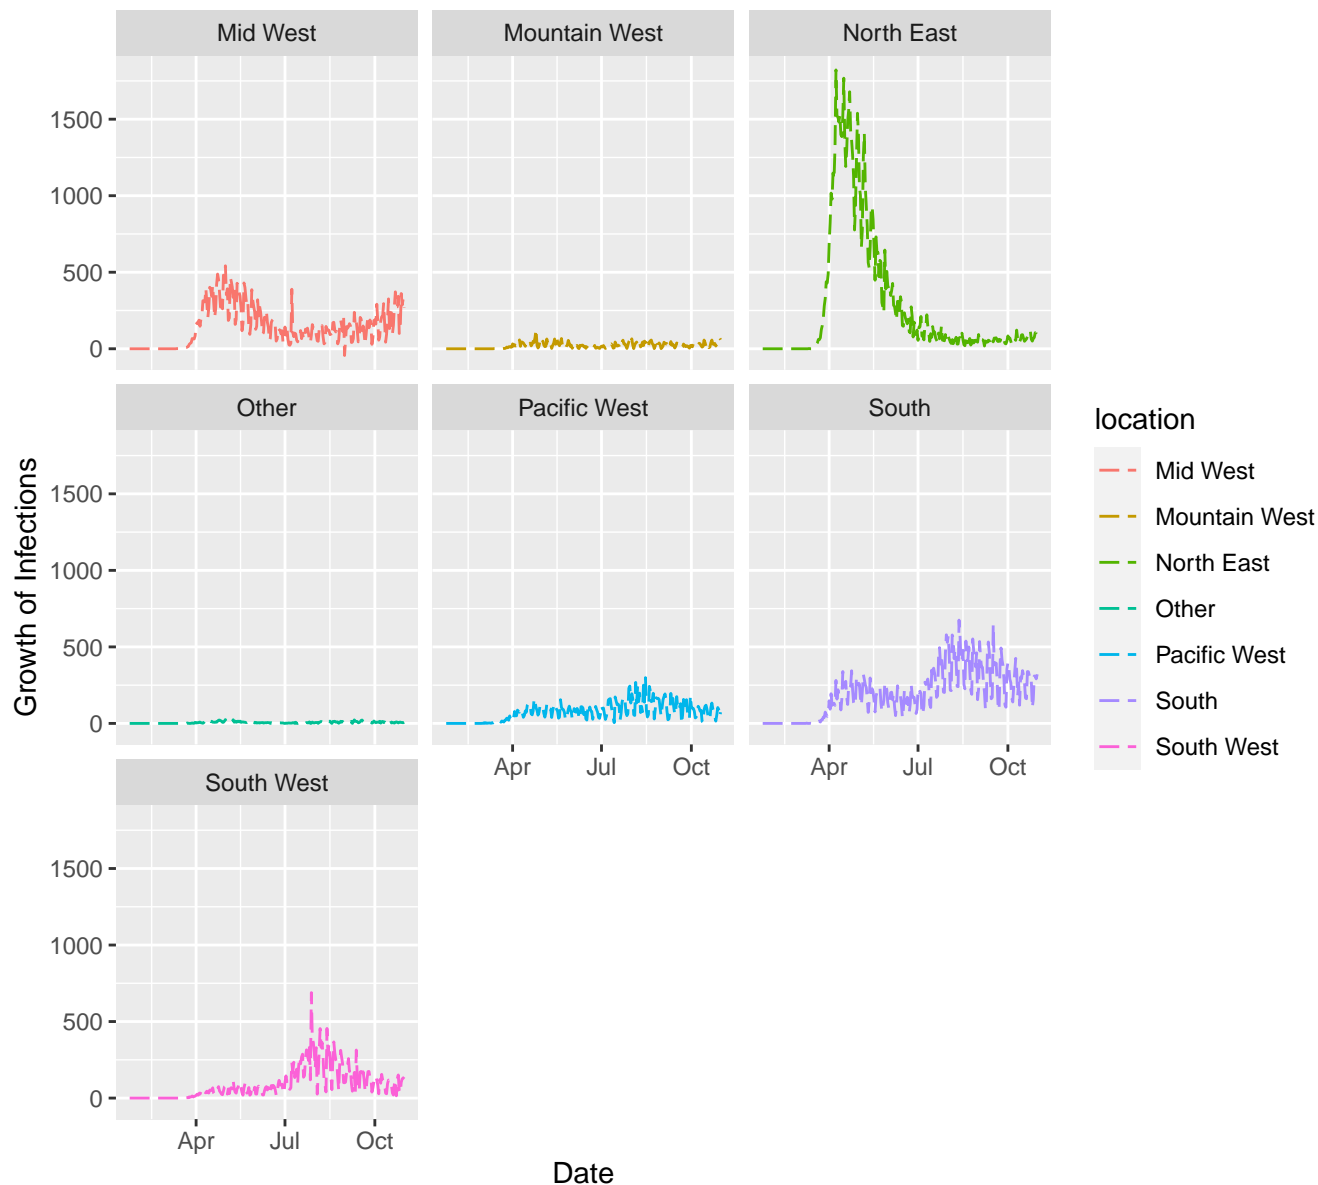 Mid West
Mountain West
North East
1500
1000
500
0
Other
Pacific West
South
1500
1000
500
0
Apr
Jul
Oct
Apr
Jul
Oct
South West
1500
1000
500
0
Apr
Jul
Oct
Date
Growth of Infections
location
Mid West
Mountain West
North East
Other
Pacific West
South
South West